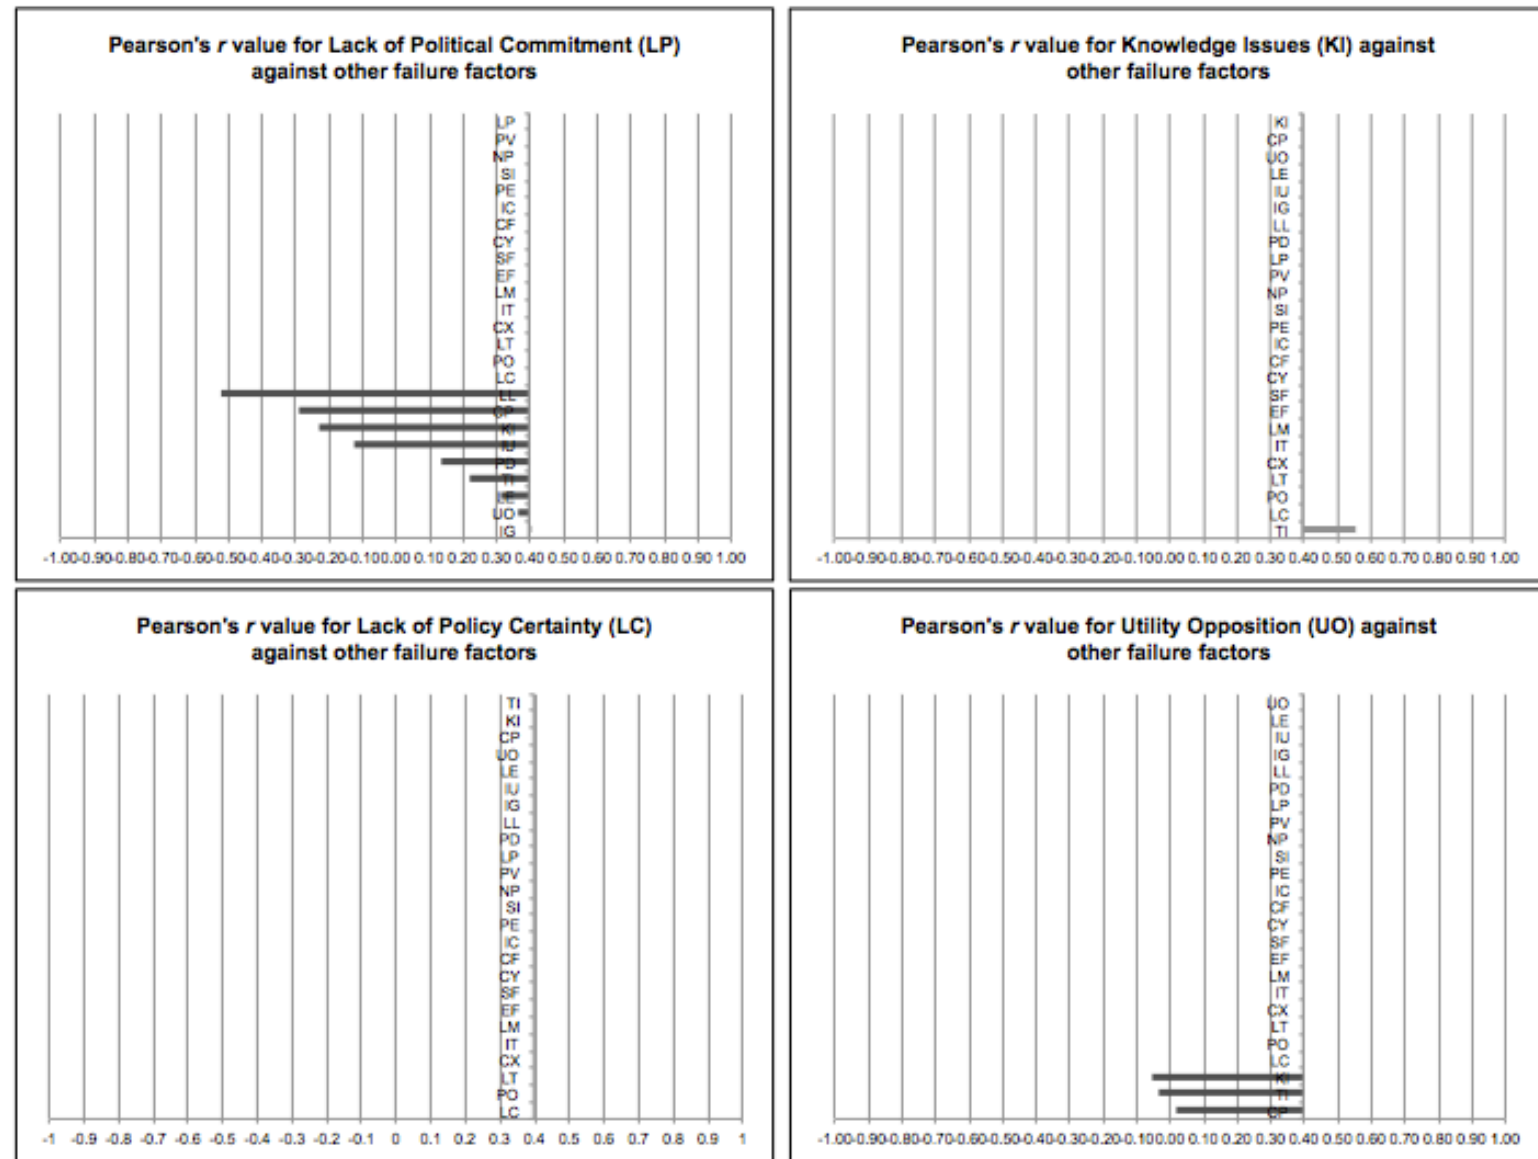 Pearson's r value for Lack of Political Commitment (LP)
against other failure factors
LP
PV
NP
SI
PE
IC
CF
CY
SF
EF
LM
IT
CX
LT
PO
LC
LL
CP
KI
IU
PD
TI
LE
UO
IG
-1.00-0.90-0.80-0.70-0.60-0.50-0.40-0.30-0.20-0.100.00 0.10 0.20 0.30 0.40 0.50 0.60 0.70 0.80 0.90 1.00
Pearson's r value for Knowledge Issues (KI) against
other failure factors
KI
CP
UO
LE
IU
IG
LL
PD
LP
PV
NP
SI
PE
IC
CF
CY
SF
EF
LM
IT
CX
LT
PO
LC
TI
-1.00-0.90-0.80-0.70-0.60-0.50-0.40-0.30-0.20-0.100.00 0.10 0.20 0.30 0.40 0.50 0.60 0.70 0.80 0.90 1.00
Pearson's r value for Lack of Policy Certainty (LC)
against other failure factors
TI
KI
CP
UO
LE
IU
IG
LL
PD
LP
PV
NP
SI
PE
IC
CF
CY
SF
EF
LM
IT
CX
LT
PO
LC
-1 -0.9 -0.8 -0.7 -0.6 -0.5 -0.4 -0.3 -0.2 -0.1 0 0.1 0.2 0.3 0.4 0.5 0.6 0.7 0.8 0.9 1
Pearson's r value for Utility Opposition (UO) against
other failure factors
UO
LE
IU
IG
LL
PD
LP
PV
NP
SI
PE
IC
CF
CY
SF
EF
LM
IT
CX
LT
PO
LC
KI
TI
CP
-1.00-0.90-0.80-0.70-0.60-0.50-0.40-0.30-0.20-0.100.00 0.10 0.20 0.30 0.40 0.50 0.60 0.70 0.80 0.90 1.00